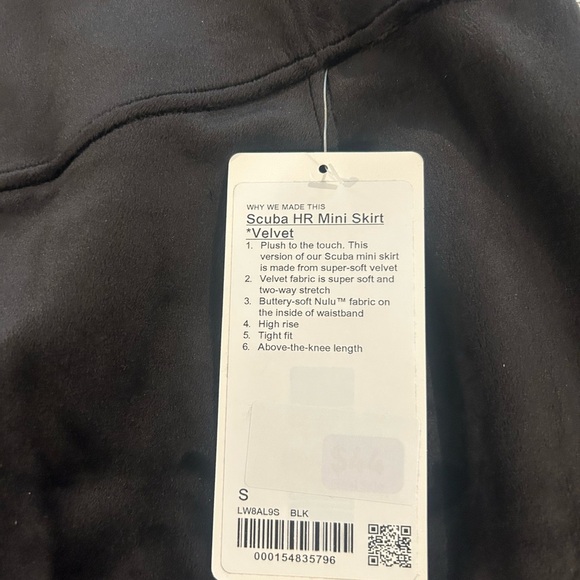 WHY WE MADE THIS
Scuba HR Mini Skirt
*Velvet
1. Plush to the touch. This
version of our Scuba mini skirt
is made from super-soft velvet
2. Velvet fabric is super soft and
two-way stretch
3. Buttery-soft Nulu™ fabric on
the inside of waistband
4. High rise
5. Tight fit
6. Above-the-knee length
S
LW8AL9S BLK
000154835796